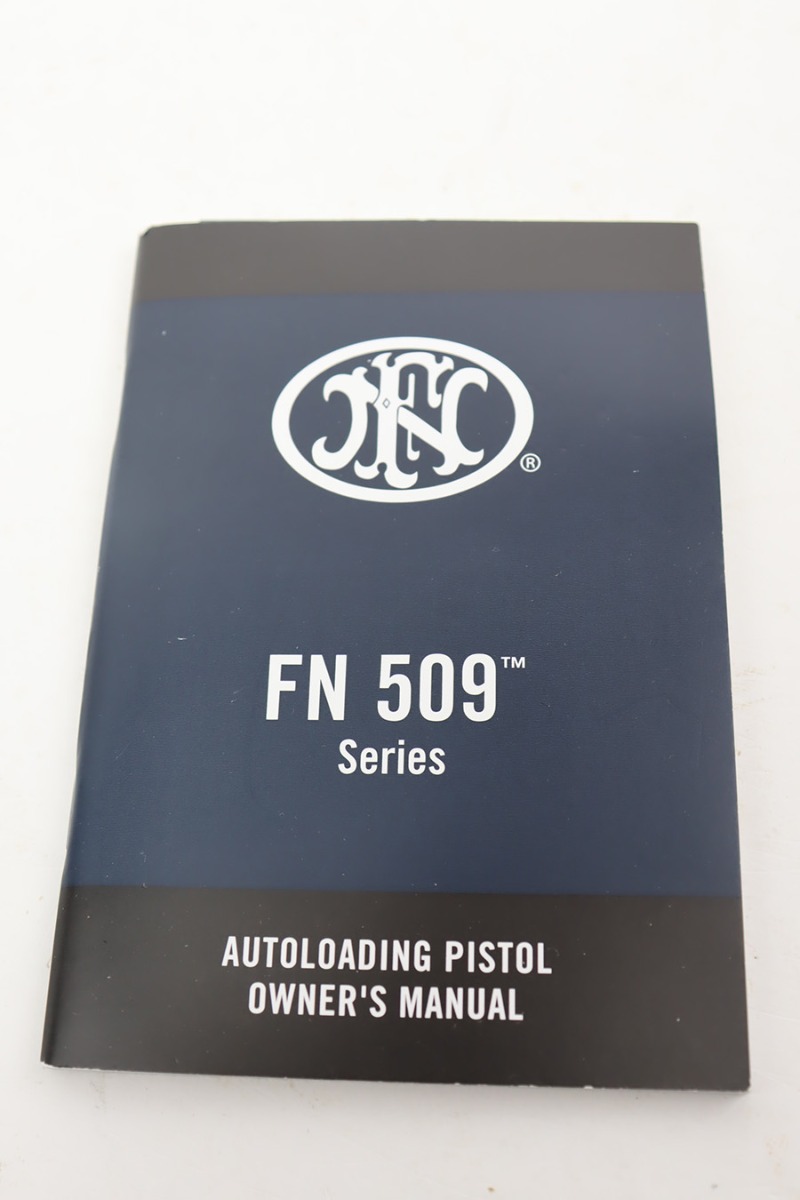 FN®
FN 509™
Series
AUTOLOADING PISTOL
OWNER'S MANUAL